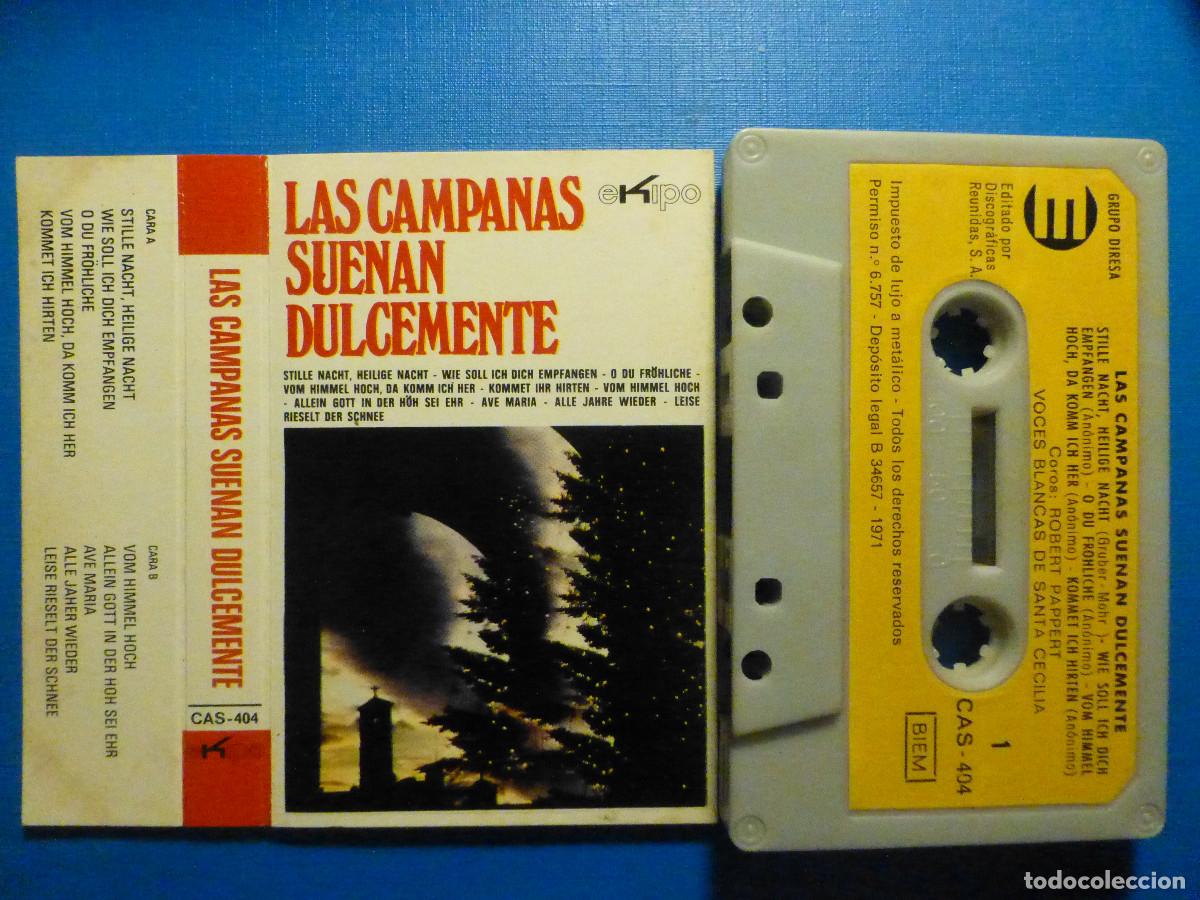 CARA A
STILLE NACHT, HEILIGE NACHT
WIE SOLL ICH DICH EMPFANGEN
O DU FRÖHLICHE
VOM HIMMEL HOCH, DA KOMM ICH HER
KOMMET ICH HIRTEN
CARA B
VOM HIMMEL HOCH
ALLEIN GOTT IN DER HOH SEI EHR
AVE MARIA
ALLE JAHER WIEDER
LEISE RIESELT DER SCHNEE
LAS CAMPANAS SUENAN DULCEMENTE
CAS-404
LAS CAMPANAS
SUENAN
DULCEMENTE
eKipo
STILLE NACHT, HEILIGE NACHT - WIE SOLL ICH DICH EMPFANGEN - O DU FRÖHLICHE -
VOM HIMMEL HOCH, DA KOMM ICH HER - KOMMET IHR HIRTEN - VOM HIMMEL HOCH
- ALLEIN GOTT IN DER HÖH SEI EHR - AVE MARIA - ALLE JAHRE WIEDER - LEISE
RIESELT DER SCHNEE
GRUPO DIRESA
Editado por
Discográficas
Reunidas, S. A.
LAS CAMPANAS SUENAN DULCEMENTE
STILLE NACHT, HEILIGE NACHT (Gruber - Mohr ) - WIE SOLL ICH DICH
EMPFANGEN (Anónimo) - O DU FRÖHLICHE (Anónimo) - VOM HIMMEL
HOCH, DA KOMM ICH HER (Anónimo) - KOMMET ICH HIRTEN (Anónimo)
Coros: ROBERT PAPPERT
VOCES BLANCAS DE SANTA CECILIA
1
CAS - 404
BIEM
Impuesto de lujo a metálico - Todos los derechos reservados
Permiso n.º 6.757 - Depósito legal B 34657 - 1971
todocoleccion